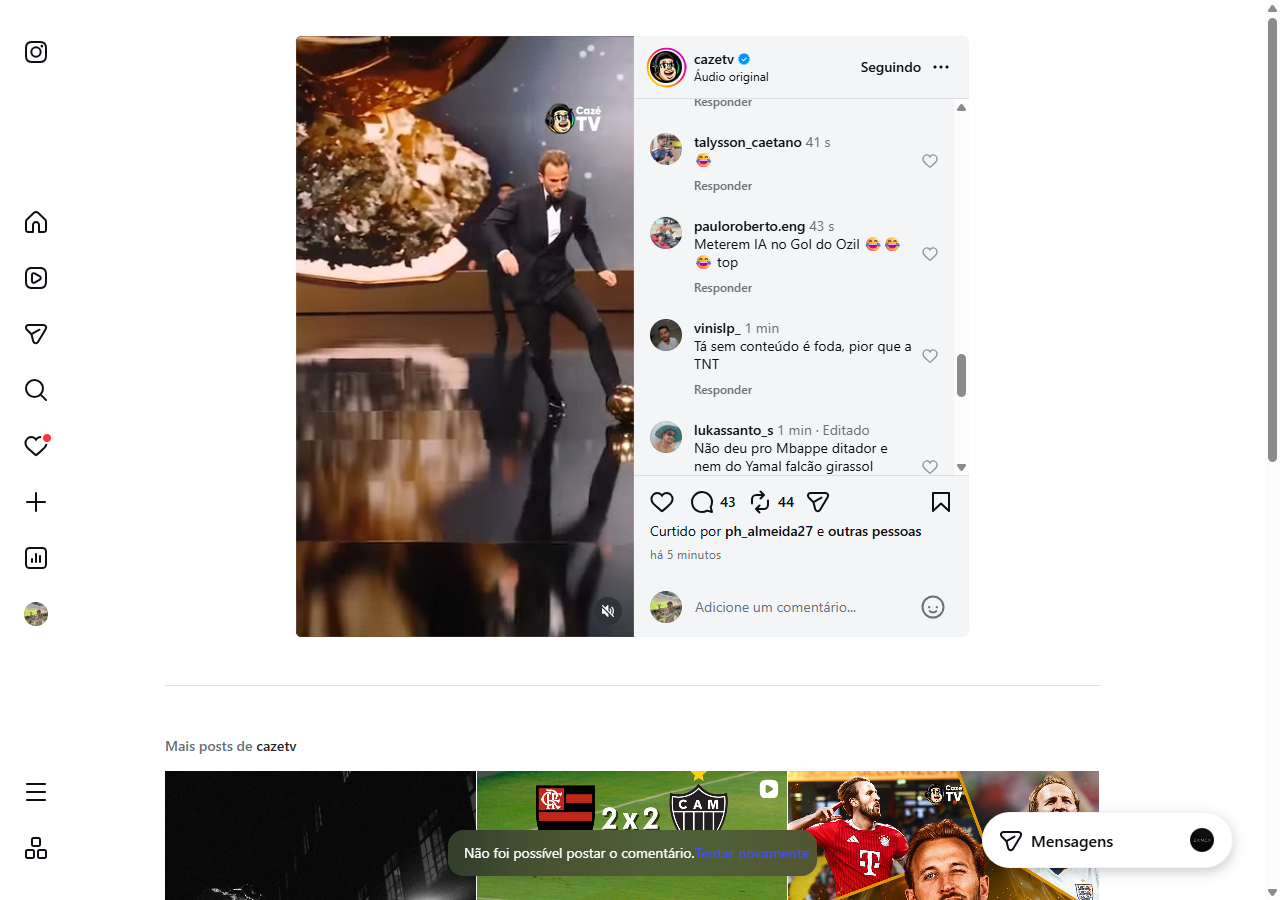 Cazé
TV
cazetv
Áudio original
Seguindo
Responder
talysson_caetano 41 s
😂
Responder
pauloroberto.eng 43 s
Meterem IA no Gol do Ozil 😂😂
😂 top
Responder
vinislp_ 1 min
Tá sem conteúdo é foda, pior que a
TNT
Responder
lukassanto_s 1 min · Editado
Não deu pro Mbappe ditador e
nem do Yamal falcão girassol
43
44
Curtido por ph_almeida27 e outras pessoas
há 5 minutos
Adicione um comentário...
Mais posts de cazetv
2 x 2
CAM
Cazé
TV
T
Não foi possível postar o comentário.Tentar novamente
Mensagens